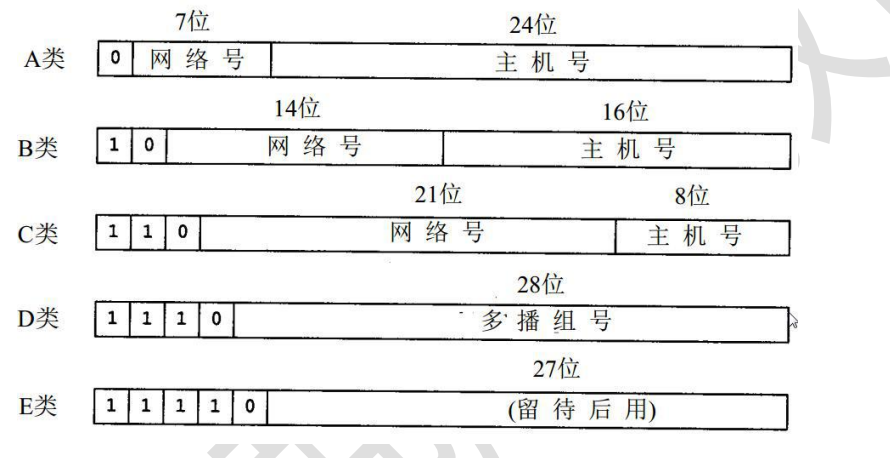 7位 24位
A类 0 网络号 主机号
14位 16位
B类 1 0 网络号 主机号
21位 8位
C类 1 1 0 网络号 主机号
28位
D类 1 1 1 0 多播组号
27位
E类 1 1 1 1 0 (留待后用)